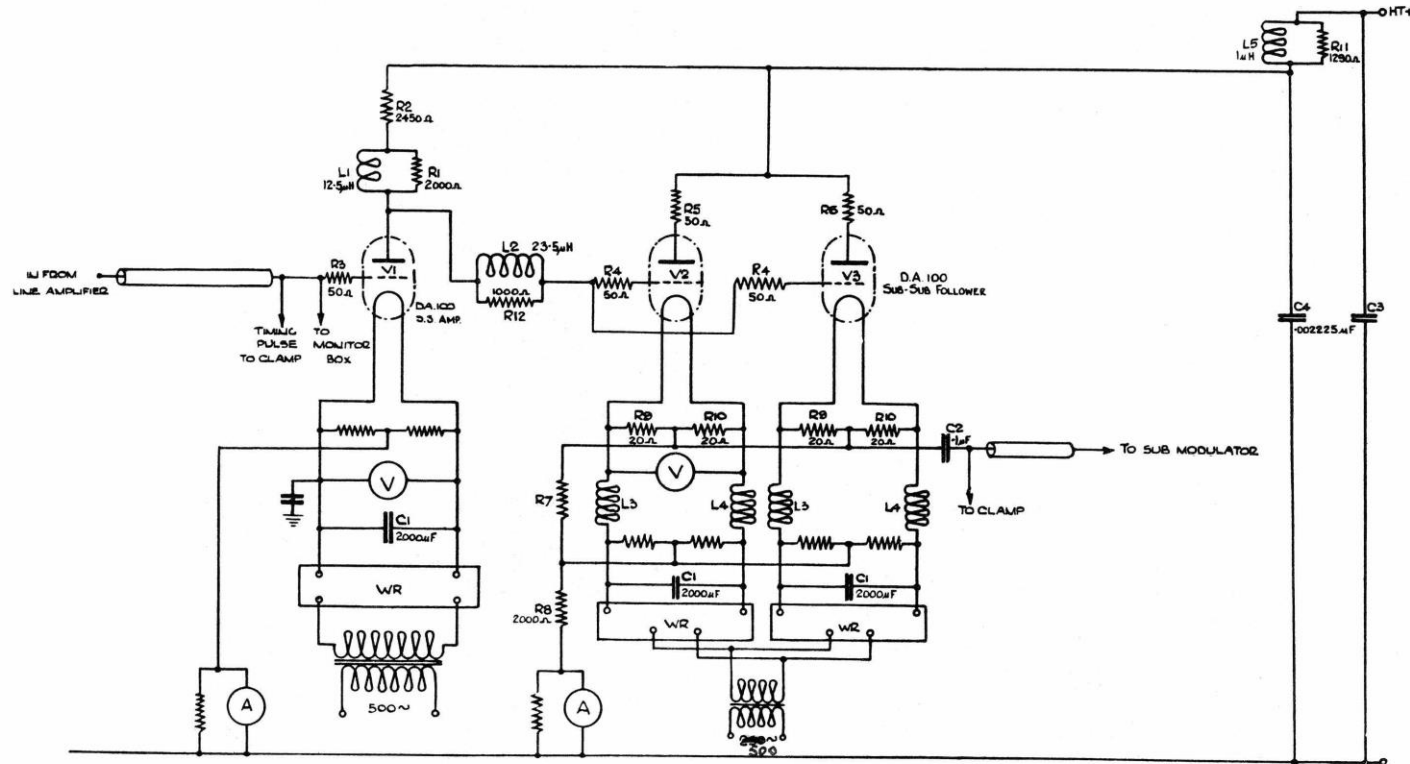 HT+
L5
1μH
R11
1290Ω
R2
2450Ω
L1
12·5μH
R1
2000Ω
R5
50Ω
R6
50Ω
IN FROM
LINE AMPLIFIER
R3
50Ω
V1
D.A.100
S.S. AMP.
L2 23·5μH
1000Ω
R12
R4
50Ω
V2
R4
50Ω
V3
D.A.100
SUB-SUB FOLLOWER
TIMING
PULSE
TO CLAMP
TO
MONITOR
BOX
C4
·002225μF
C3
R9
20Ω
R10
20Ω
R9
20Ω
R10
20Ω
C2
·1μF
TO SUB MODULATOR
TO CLAMP
V
V
R7
L3
L4
L3
L4
C1
2000μF
C1
2000μF
C1
2000μF
WR
R8
2000Ω
WR
WR
A
500~
A
500